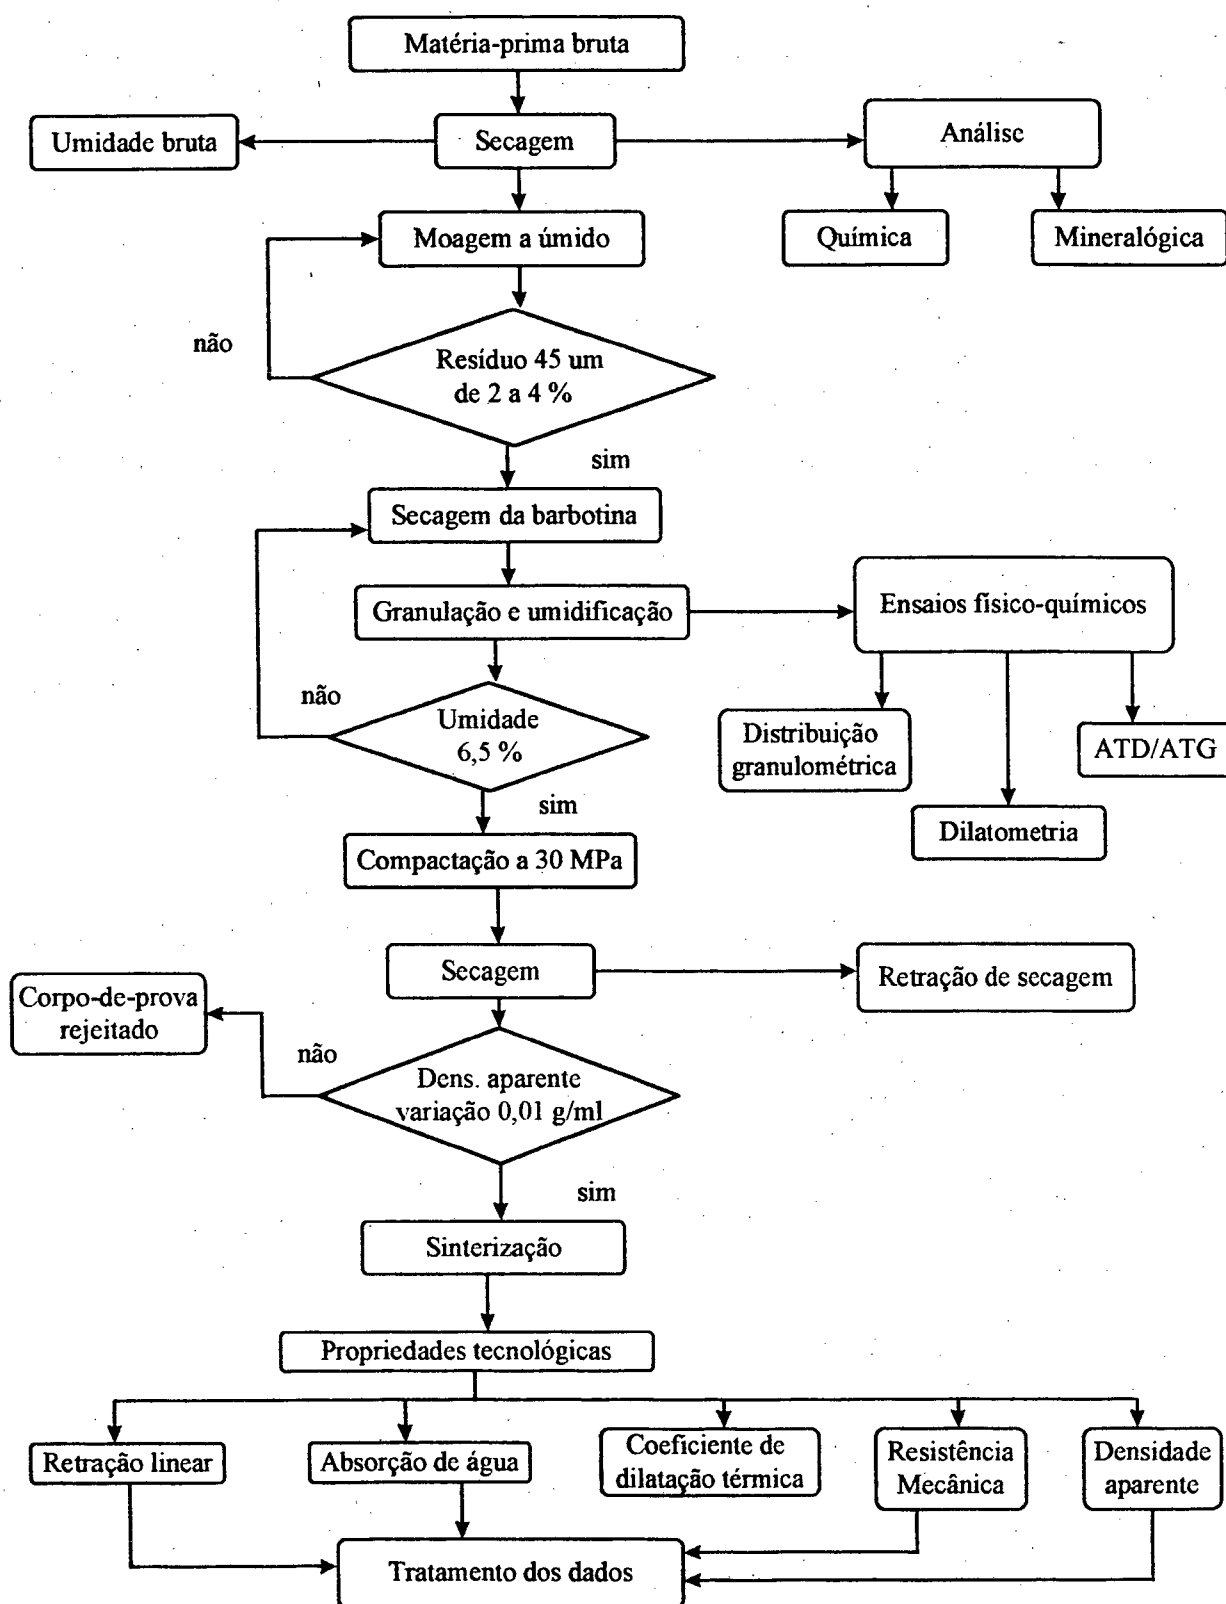 Matéria-prima bruta
Umidade bruta
Secagem
Análise
Moagem a úmido
Química
Mineralógica
não
Resíduo 45 um
de 2 a 4 %
sim
Secagem da barbotina
Granulação e umidificação
Ensaios físico-químicos
não
Umidade
6,5 %
Distribuição
granulométrica
ATD/ATG
sim
Dilatometria
Compactação a 30 MPa
Secagem
Retração de secagem
Corpo-de-prova
rejeitado
não
Dens. aparente
variação 0,01 g/ml
sim
Sinterização
Propriedades tecnológicas
Retração linear
Absorção de água
Coeficiente de
dilatação térmica
Resistência
Mecânica
Densidade
aparente
Tratamento dos dados